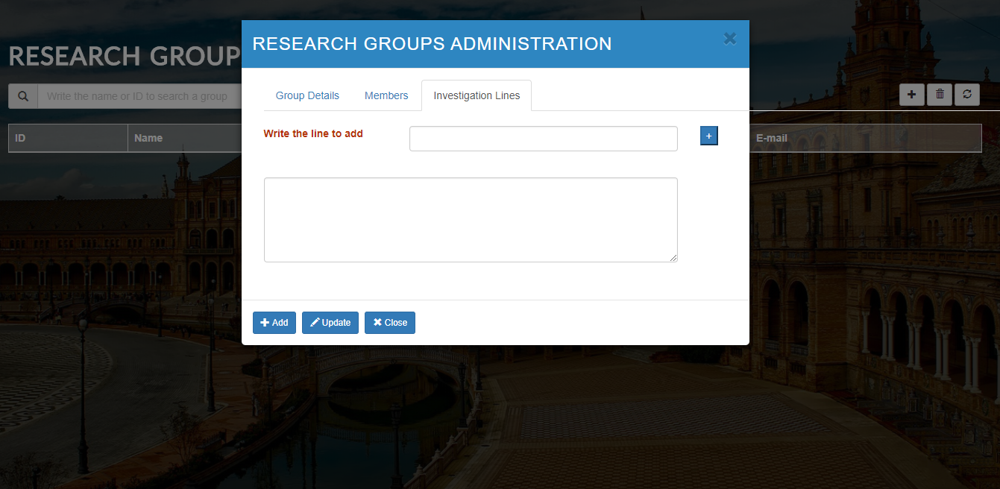 RESEARCH GROUP
Write the name or ID to search a group
ID
Name
E-mail
RESEARCH GROUPS ADMINISTRATION
Group Details
Members
Investigation Lines
Write the line to add
+
Add
Update
Close